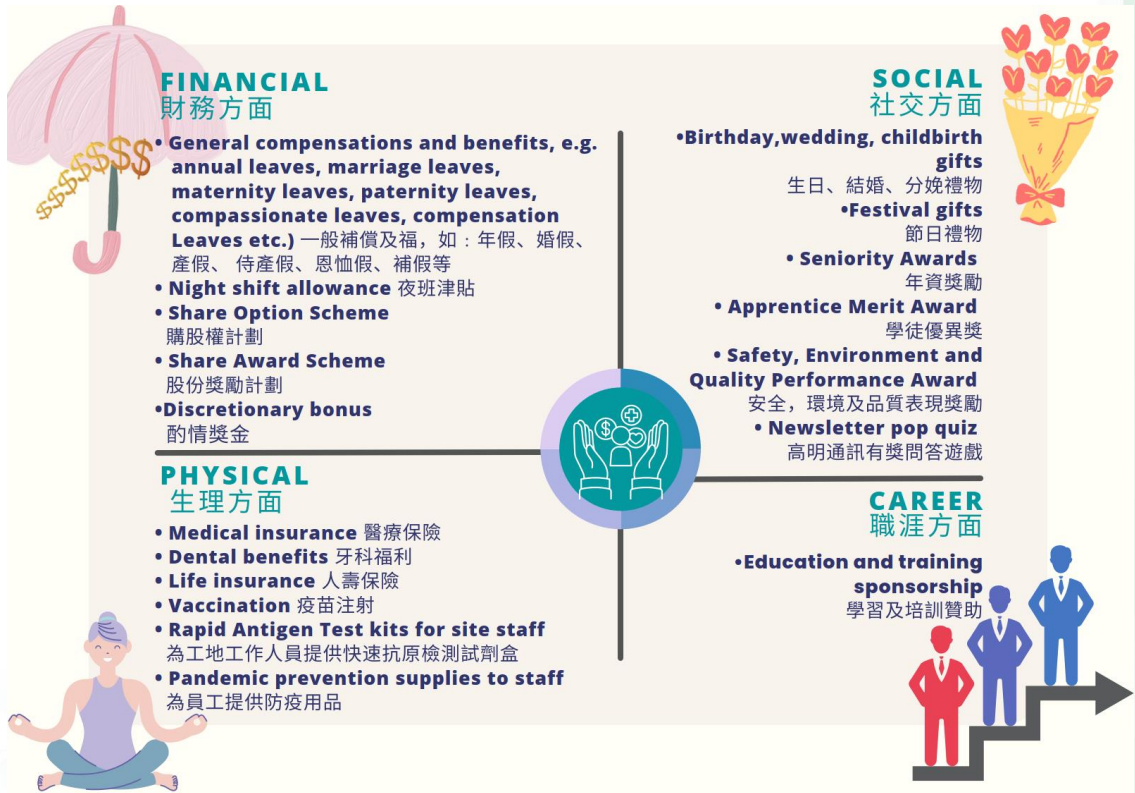 FINANCIAL
財務方面
• General compensations and benefits, e.g.
annual leaves, marriage leaves,
maternity leaves, paternity leaves,
compassionate leaves, compensation
Leaves etc.) 一般補償及福，如：年假、婚假、
產假、 侍產假、恩恤假、補假等
• Night shift allowance 夜班津貼
• Share Option Scheme
購股權計劃
• Share Award Scheme
股份獎勵計劃
•Discretionary bonus
酌情獎金
SOCIAL
社交方面
•Birthday,wedding, childbirth
gifts
生日、結婚、分娩禮物
•Festival gifts
節日禮物
• Seniority Awards
年資獎勵
• Apprentice Merit Award
學徒優異獎
• Safety, Environment and
Quality Performance Award
安全，環境及品質表現獎勵
• Newsletter pop quiz
高明通訊有獎問答遊戲
PHYSICAL
生理方面
• Medical insurance 醫療保險
• Dental benefits 牙科福利
• Life insurance 人壽保險
• Vaccination 疫苗注射
• Rapid Antigen Test kits for site staff
為工地工作人員提供快速抗原檢測試劑盒
• Pandemic prevention supplies to staff
為員工提供防疫用品
CAREER
職涯方面
•Education and training
sponsorship
學習及培訓贊助
$$$$$$$
$